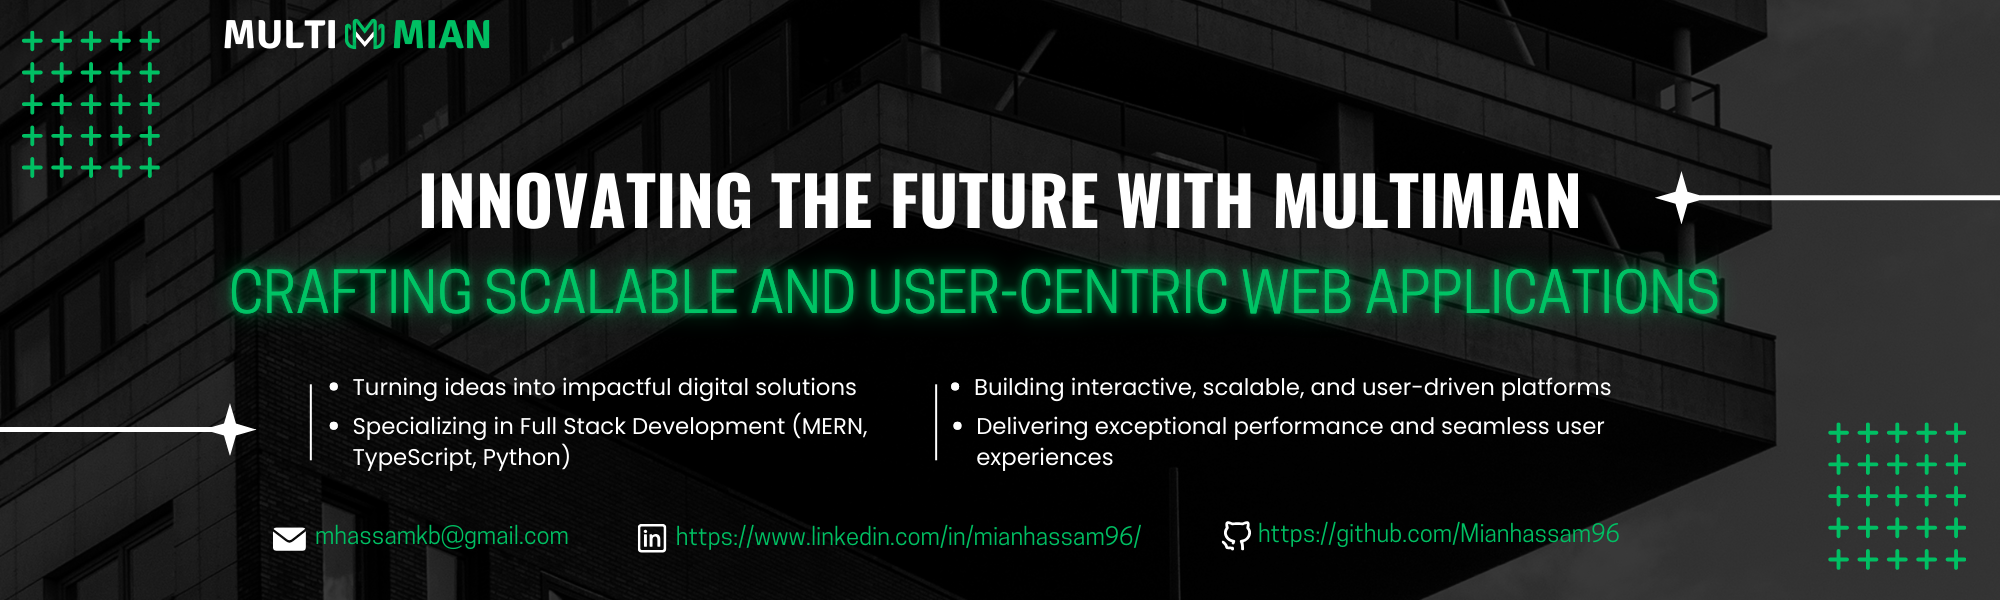 MULTI MIAN
INNOVATING THE FUTURE WITH MULTIMIAN
CRAFTING SCALABLE AND USER-CENTRIC WEB APPLICATIONS
• Turning ideas into impactful digital solutions
• Specializing in Full Stack Development (MERN,
TypeScript, Python)
• Building interactive, scalable, and user-driven platforms
• Delivering exceptional performance and seamless user
experiences
mhassamkb@gmail.com
https://www.linkedin.com/in/mianhassam96/
https://github.com/Mianhassam96